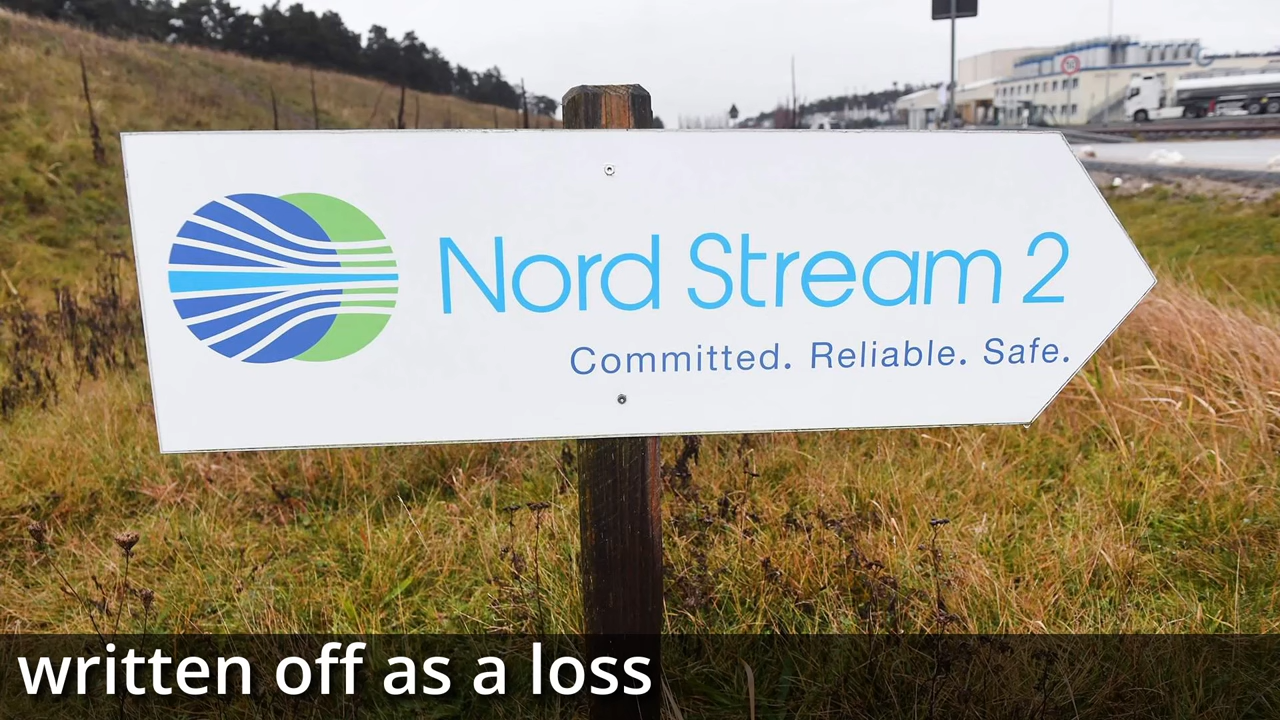 Nord Stream 2
Committed. Reliable. Safe.
written off as a loss